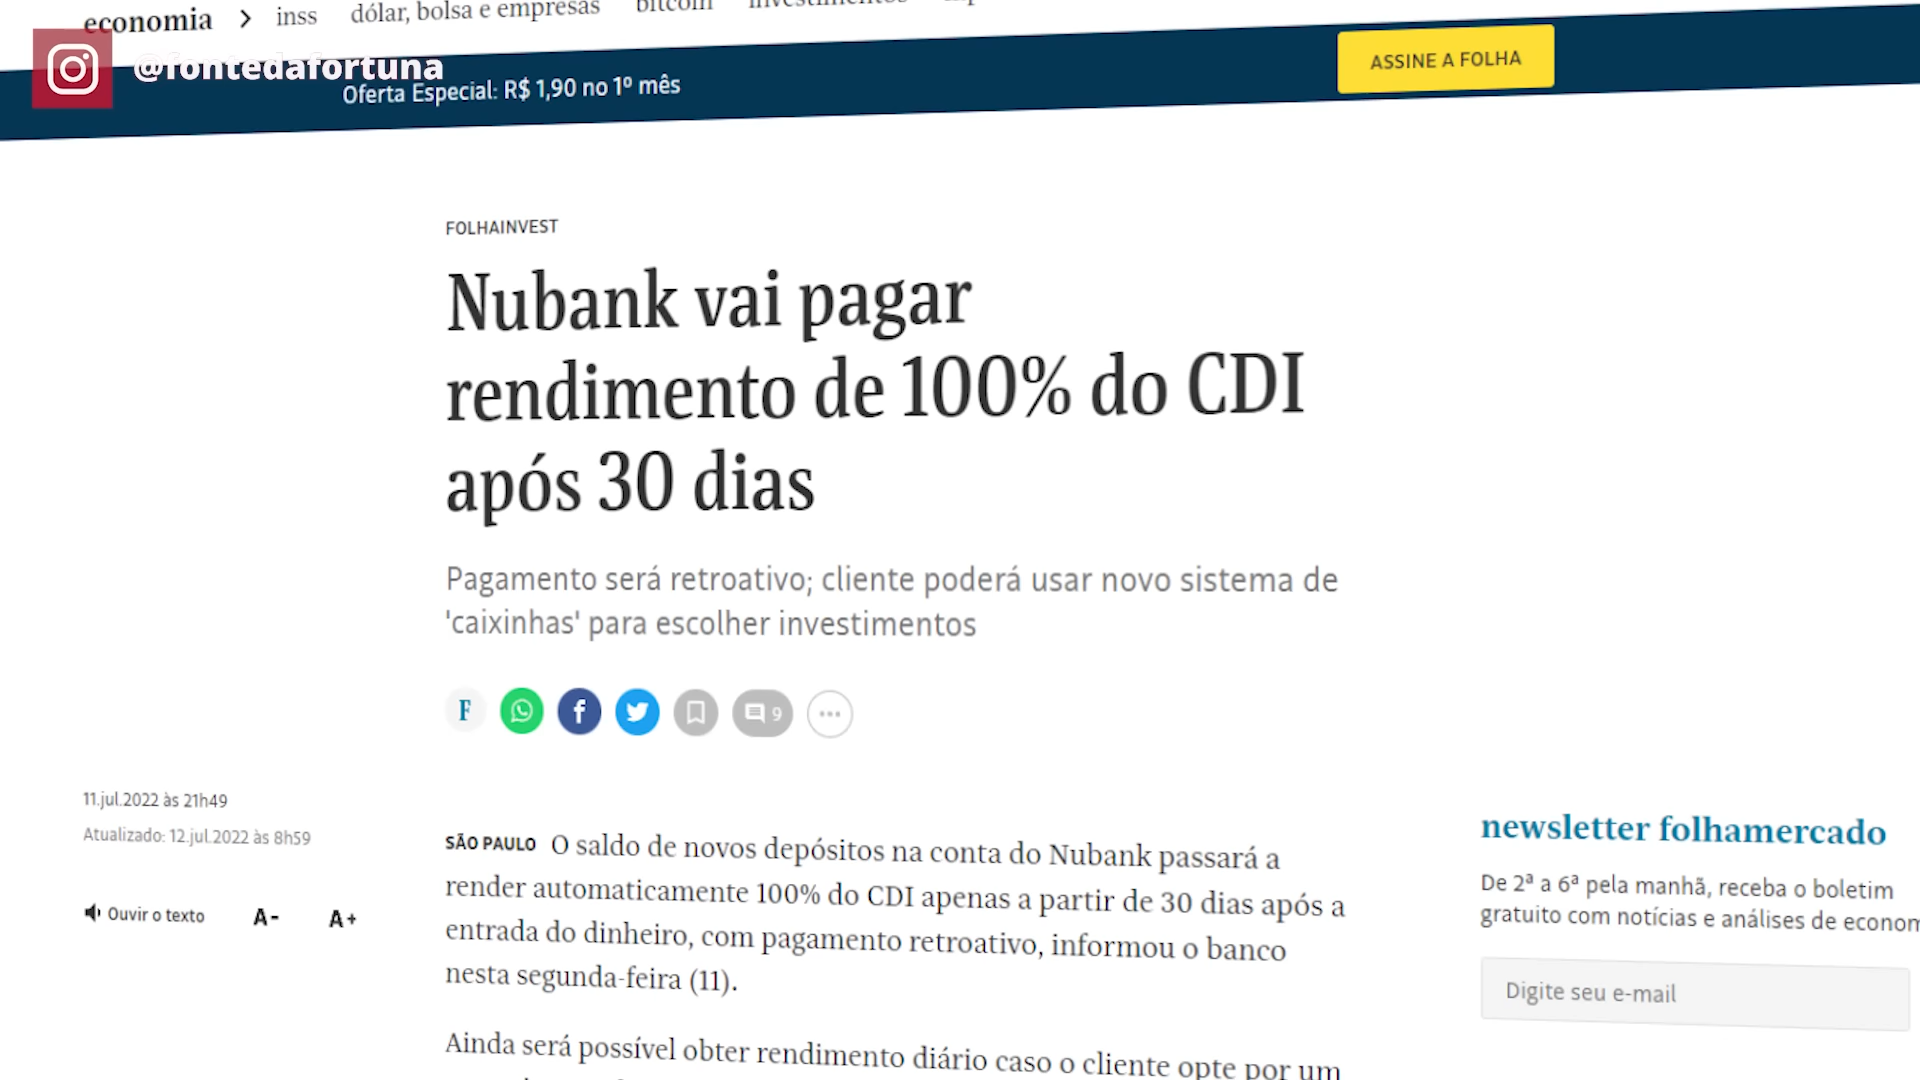 economia > inss dólar, bolsa e empresas bitcoin
@fontedafortuna
Oferta Especial: R$ 1,90 no 1º mês
ASSINE A FOLHA
FOLHAINVEST
Nubank vai pagar
rendimento de 100% do CDI
após 30 dias
Pagamento será retroativo; cliente poderá usar novo sistema de
'caixinhas' para escolher investimentos
F
9
11.jul.2022 às 21h49
Atualizado: 12.jul.2022 às 8h59
Ouvir o texto A- A+
SÃO PAULO O saldo de novos depósitos na conta do Nubank passará a
render automaticamente 100% do CDI apenas a partir de 30 dias após a
entrada do dinheiro, com pagamento retroativo, informou o banco
nesta segunda-feira (11).
Ainda será possível obter rendimento diário caso o cliente opte por um
newsletter folhamercado
De 2ª a 6ª pela manhã, receba o boletim
gratuito com notícias e análises de econom
Digite seu e-mail